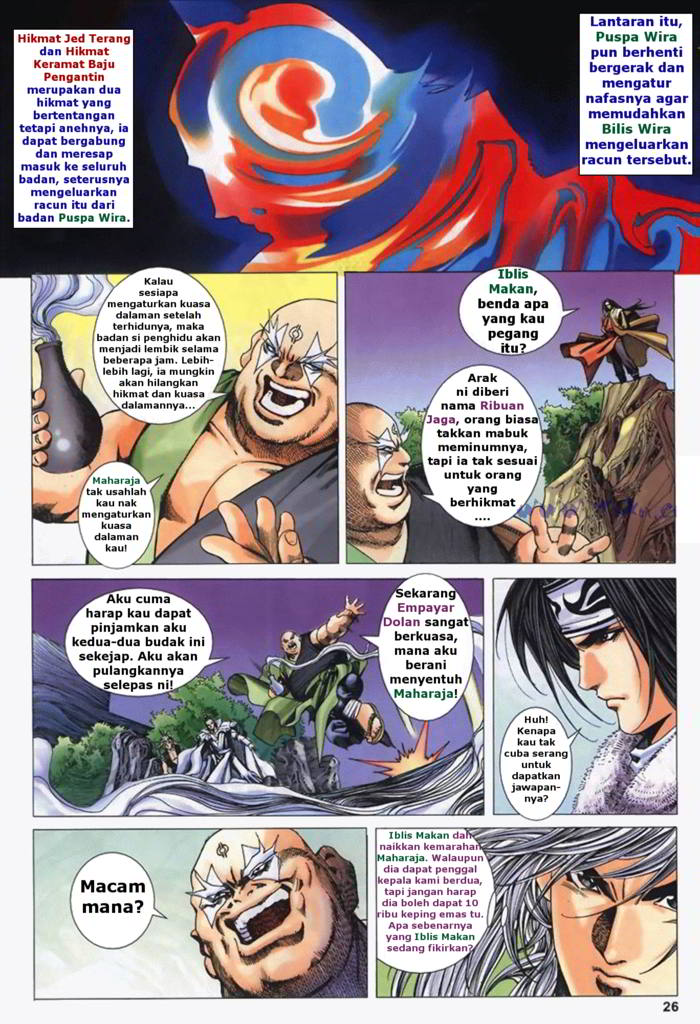 Hikmat Jed Terang
dan Hikmat
Keramat Baju
Pengantin
merupakan dua
hikmat yang
bertentangan
tetapi anehnya, ia
dapat bergabung
dan meresap
masuk ke seluruh
badan, seterusnya
mengeluarkan
racun itu dari
badan Puspa Wira.
Lantaran itu,
Puspa Wira
pun berhenti
bergerak dan
mengatur
nafasnya agar
memudahkan
Bilis Wira
mengeluarkan
racun tersebut.
Kalau
sesiapa
mengaturkan kuasa
dalaman setelah
terhidunya, maka
badan si penghidu akan
menjadi lembik selama
beberapa jam. Lebih-
lebih lagi, ia mungkin
akan hilangkan
hikmat dan kuasa
dalamannya...
Maharaja
tak usahlah
kau nak
mengaturkan
kuasa
dalaman
kau!
Iblis
Makan,
benda apa
yang kau
pegang
itu?
Arak
ni diberi
nama Ribuan
Jaga, orang biasa
takkan mabuk
meminumnya,
tapi ia tak sesuai
untuk orang
yang
berhikmat
....
Aku cuma
harap kau dapat
pinjamkan aku
kedua-dua budak ini
sekejap. Aku akan
pulangkannya
selepas ni!
Sekarang
Empayar
Dolan sangat
berkuasa,
mana aku
berani
menyentuh
Maharaja!
Huh!
Kenapa
kau tak
cuba serang
untuk
dapatkan
jawapan-
nya?
Macam
mana?
Iblis Makan dah
naikkan kemarahan
Maharaja. Walaupun
dia dapat penggal
kepala kami berdua,
tapi jangan harap
dia boleh dapat 10
ribu keping emas tu.
Apa sebenarnya
yang Iblis Makan
sedang fikirkan?
26